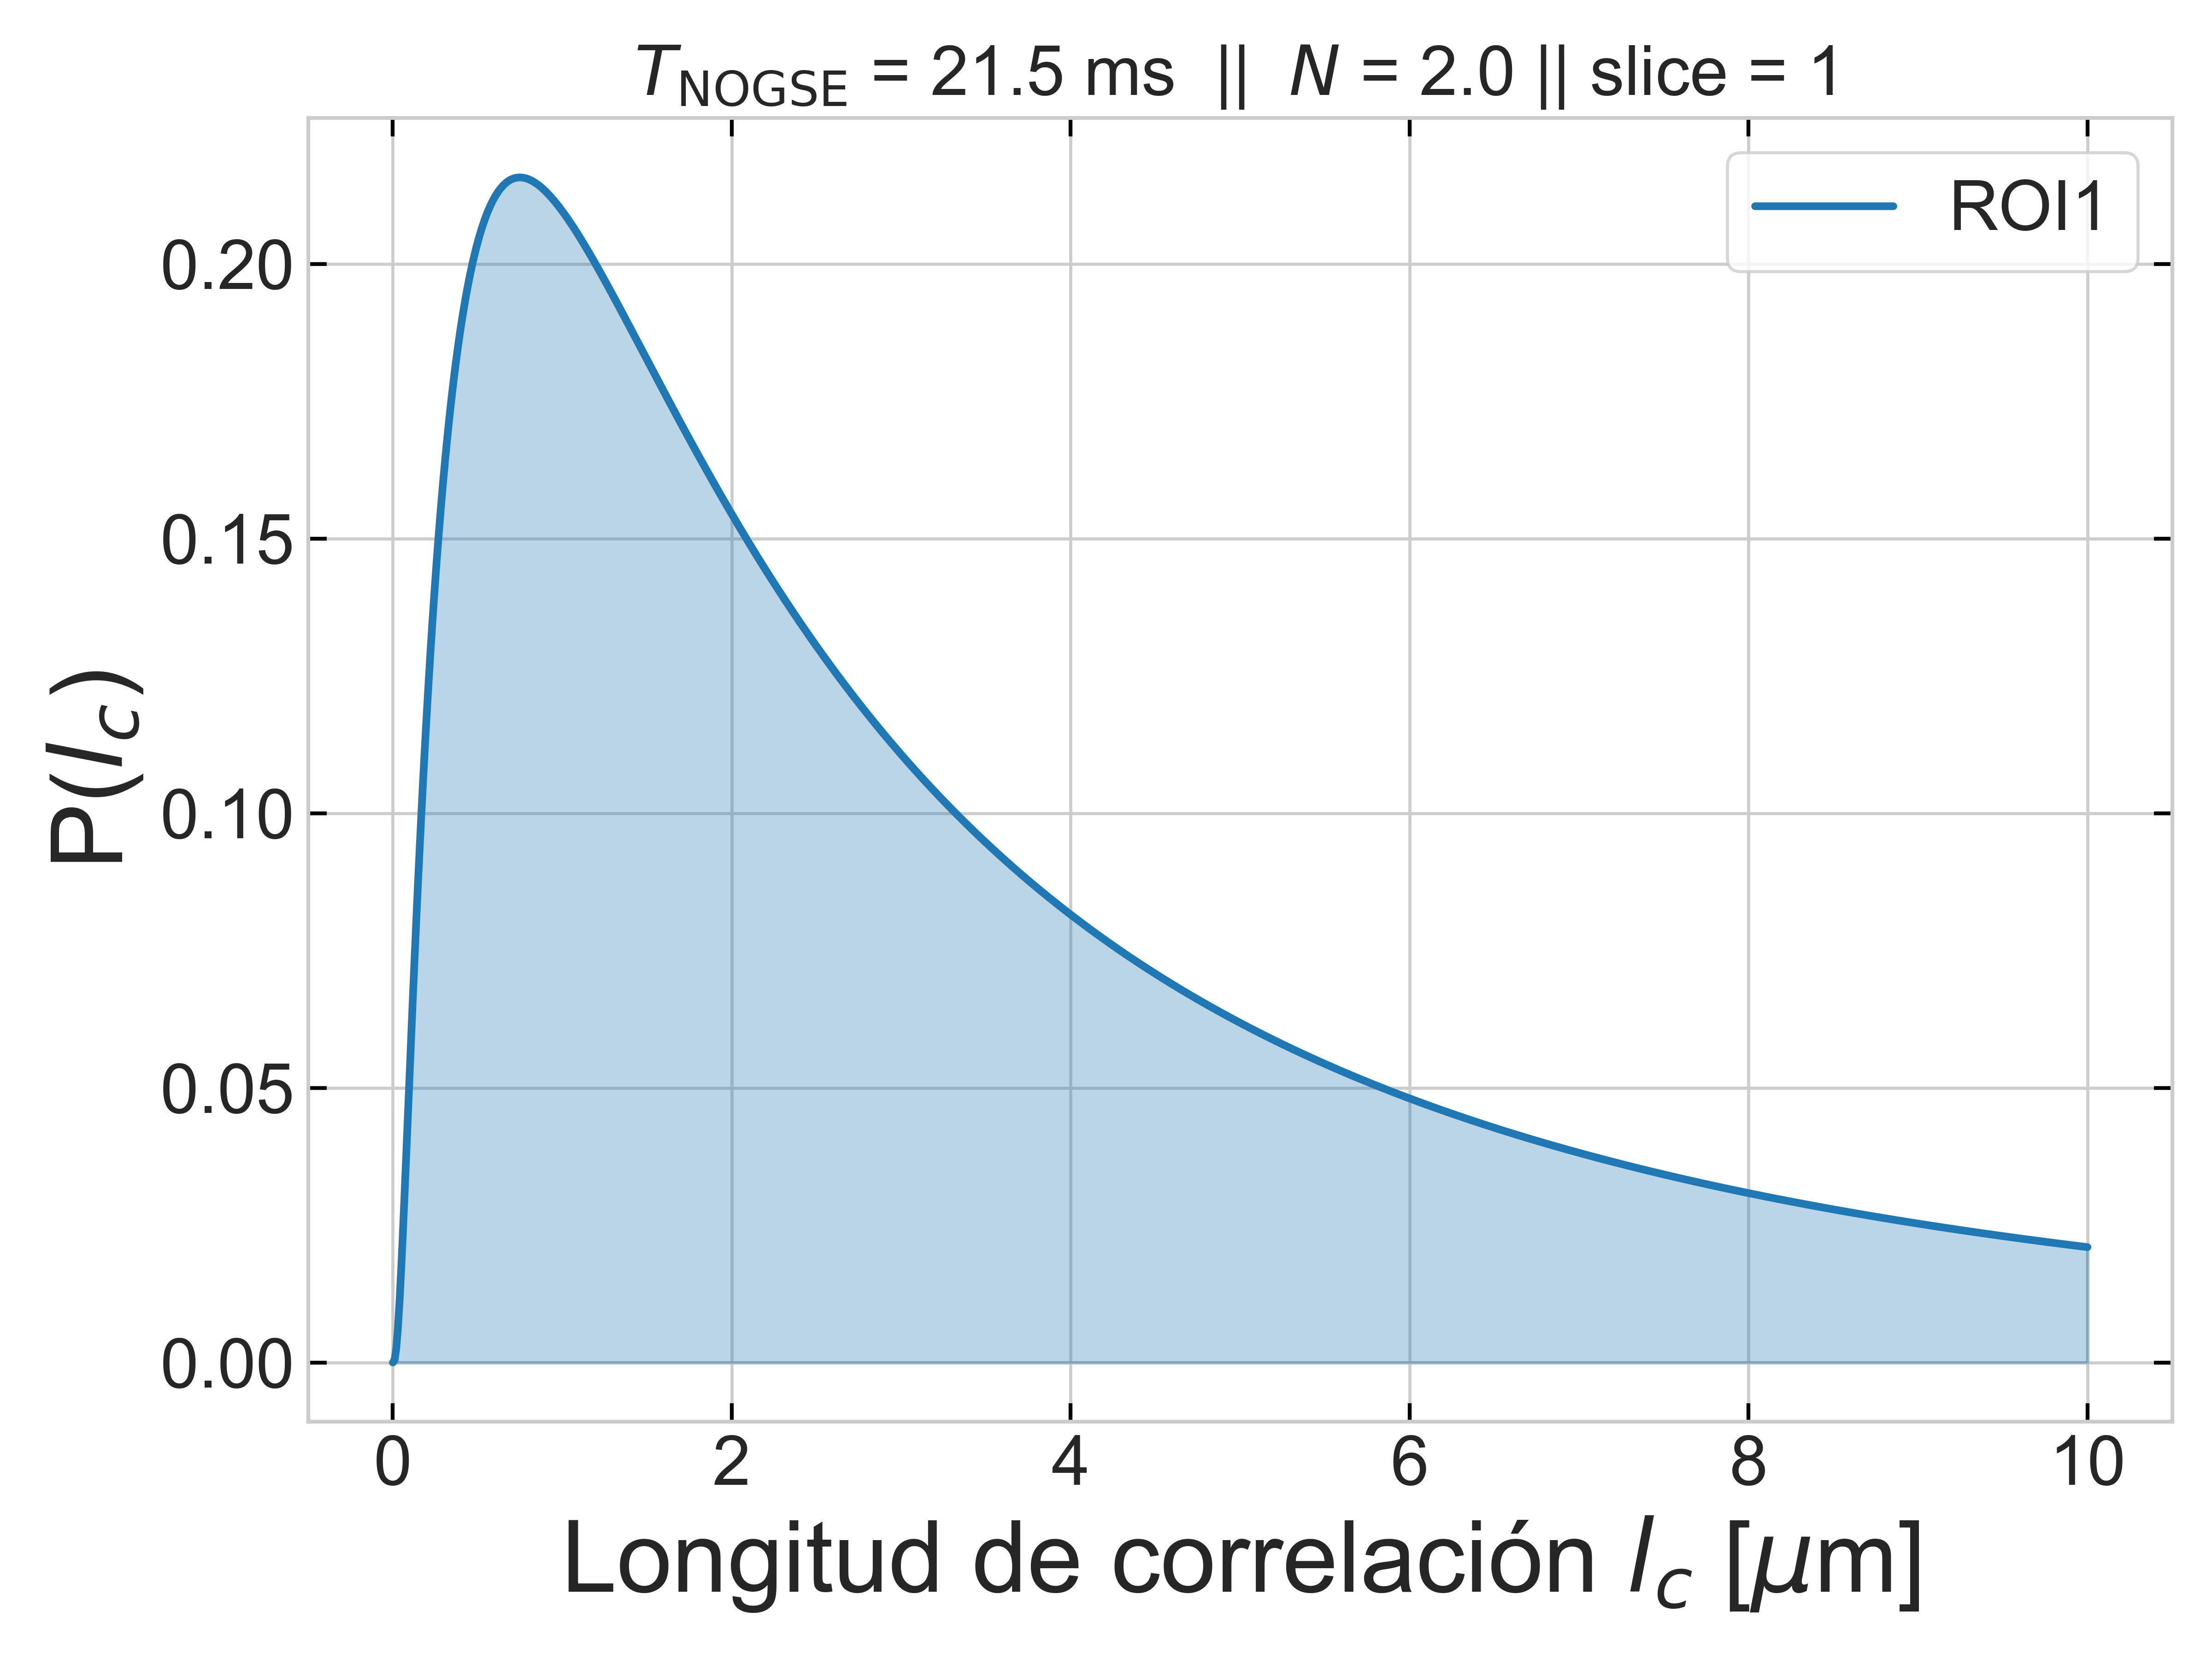 T_NOGSE = 21.5 ms || N = 2.0 || slice = 1
ROI1
P(l_c)
0.20
0.15
0.10
0.05
0.00
0 2 4 6 8 10
Longitud de correlación l_c [μm]